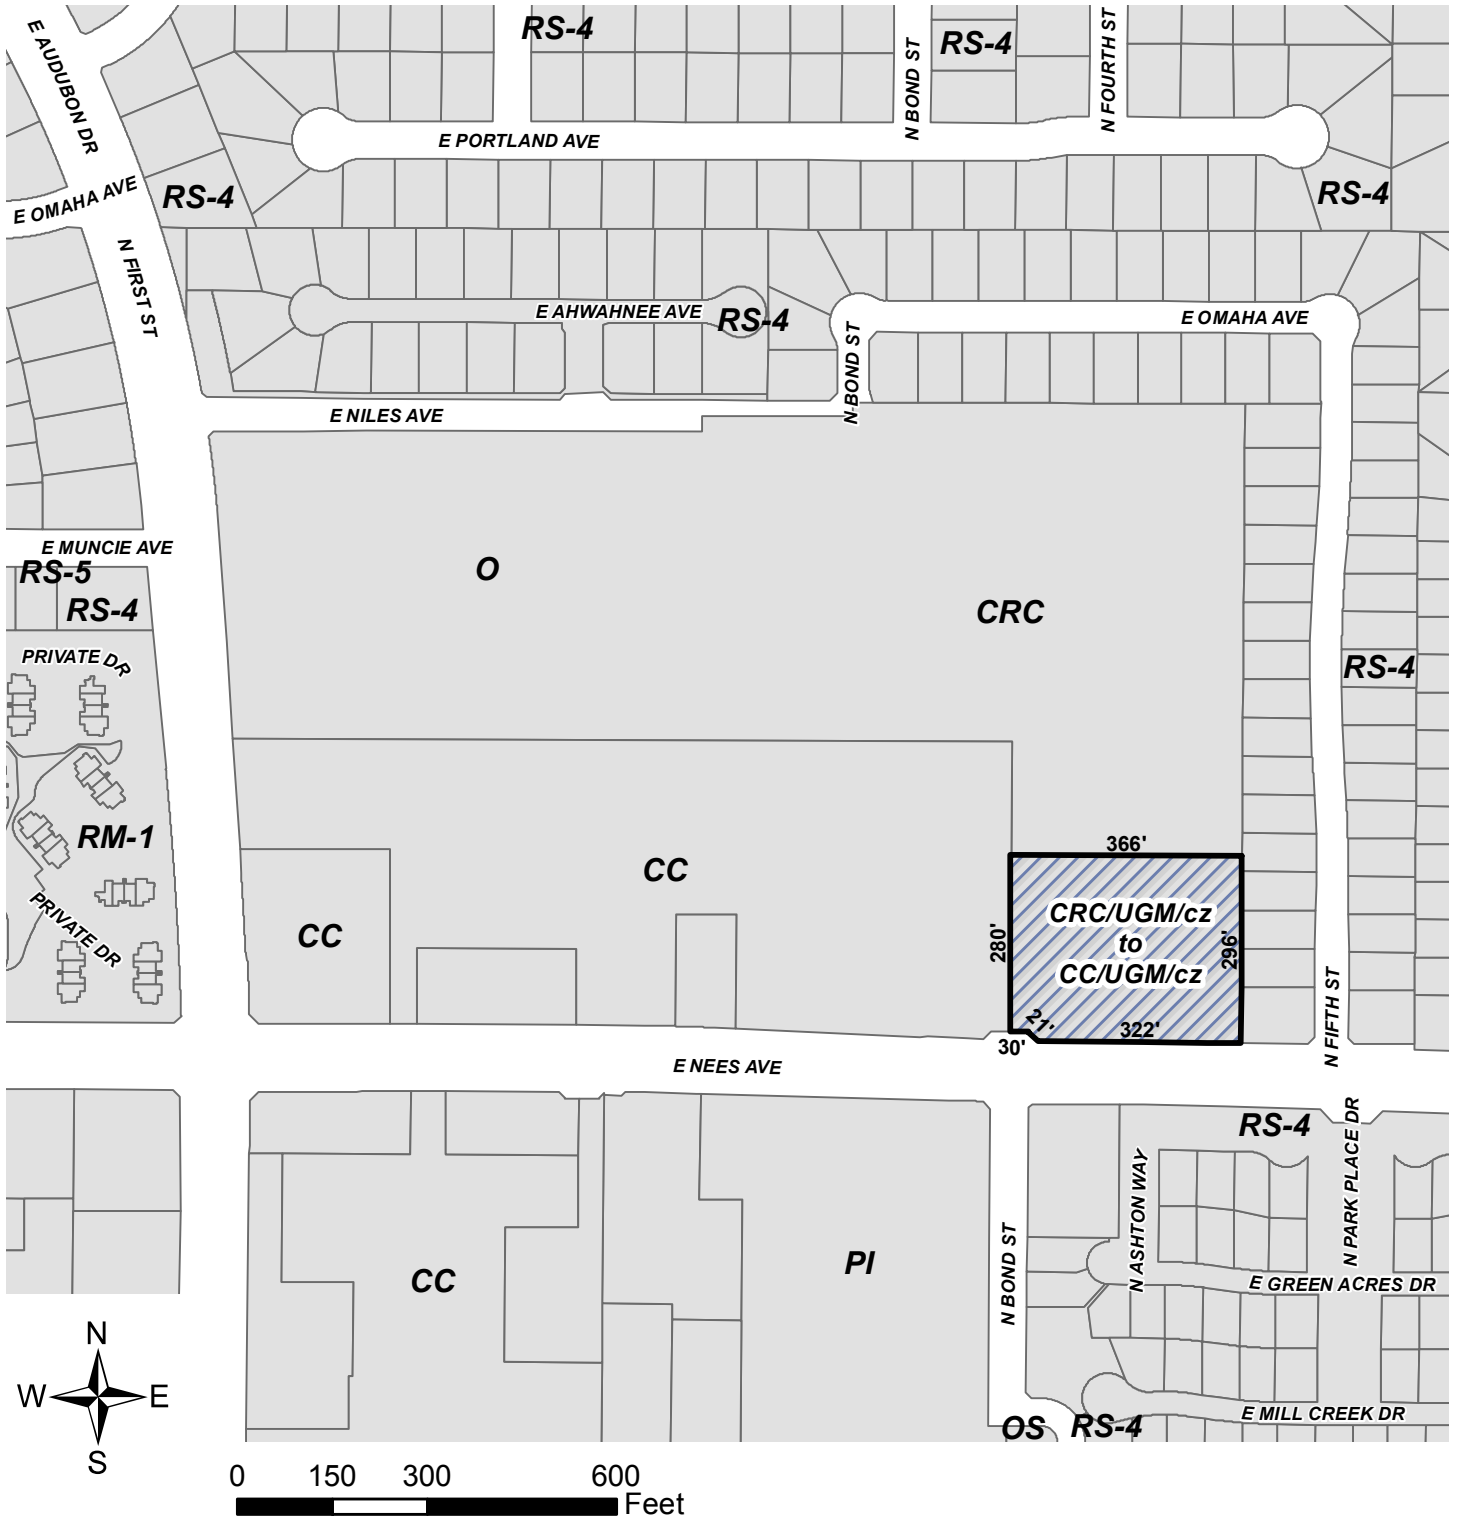 E AUDUBON DR
RS-4
N BOND ST
RS-4
N FOURTH ST
E PORTLAND AVE
E OMAHA AVE
RS-4
RS-4
N FIRST ST
E AHWAHNEE AVE
RS-4
N BOND ST
E OMAHA AVE
E NILES AVE
E MUNCIE AVE
RS-5
RS-4
O
CRC
PRIVATE DR
RS-4
RM-1
PRIVATE DR
CC
CC
366'
280'
CRC/UGM/cz
to
CC/UGM/cz
296'
21'
30'
322'
N FIFTH ST
E NEES AVE
RS-4
N PARK PLACE DR
N ASHTON WAY
N BOND ST
PI
CC
E GREEN ACRES DR
E MILL CREEK DR
OS
RS-4
N
W
E
S
0
150
300
600
Feet